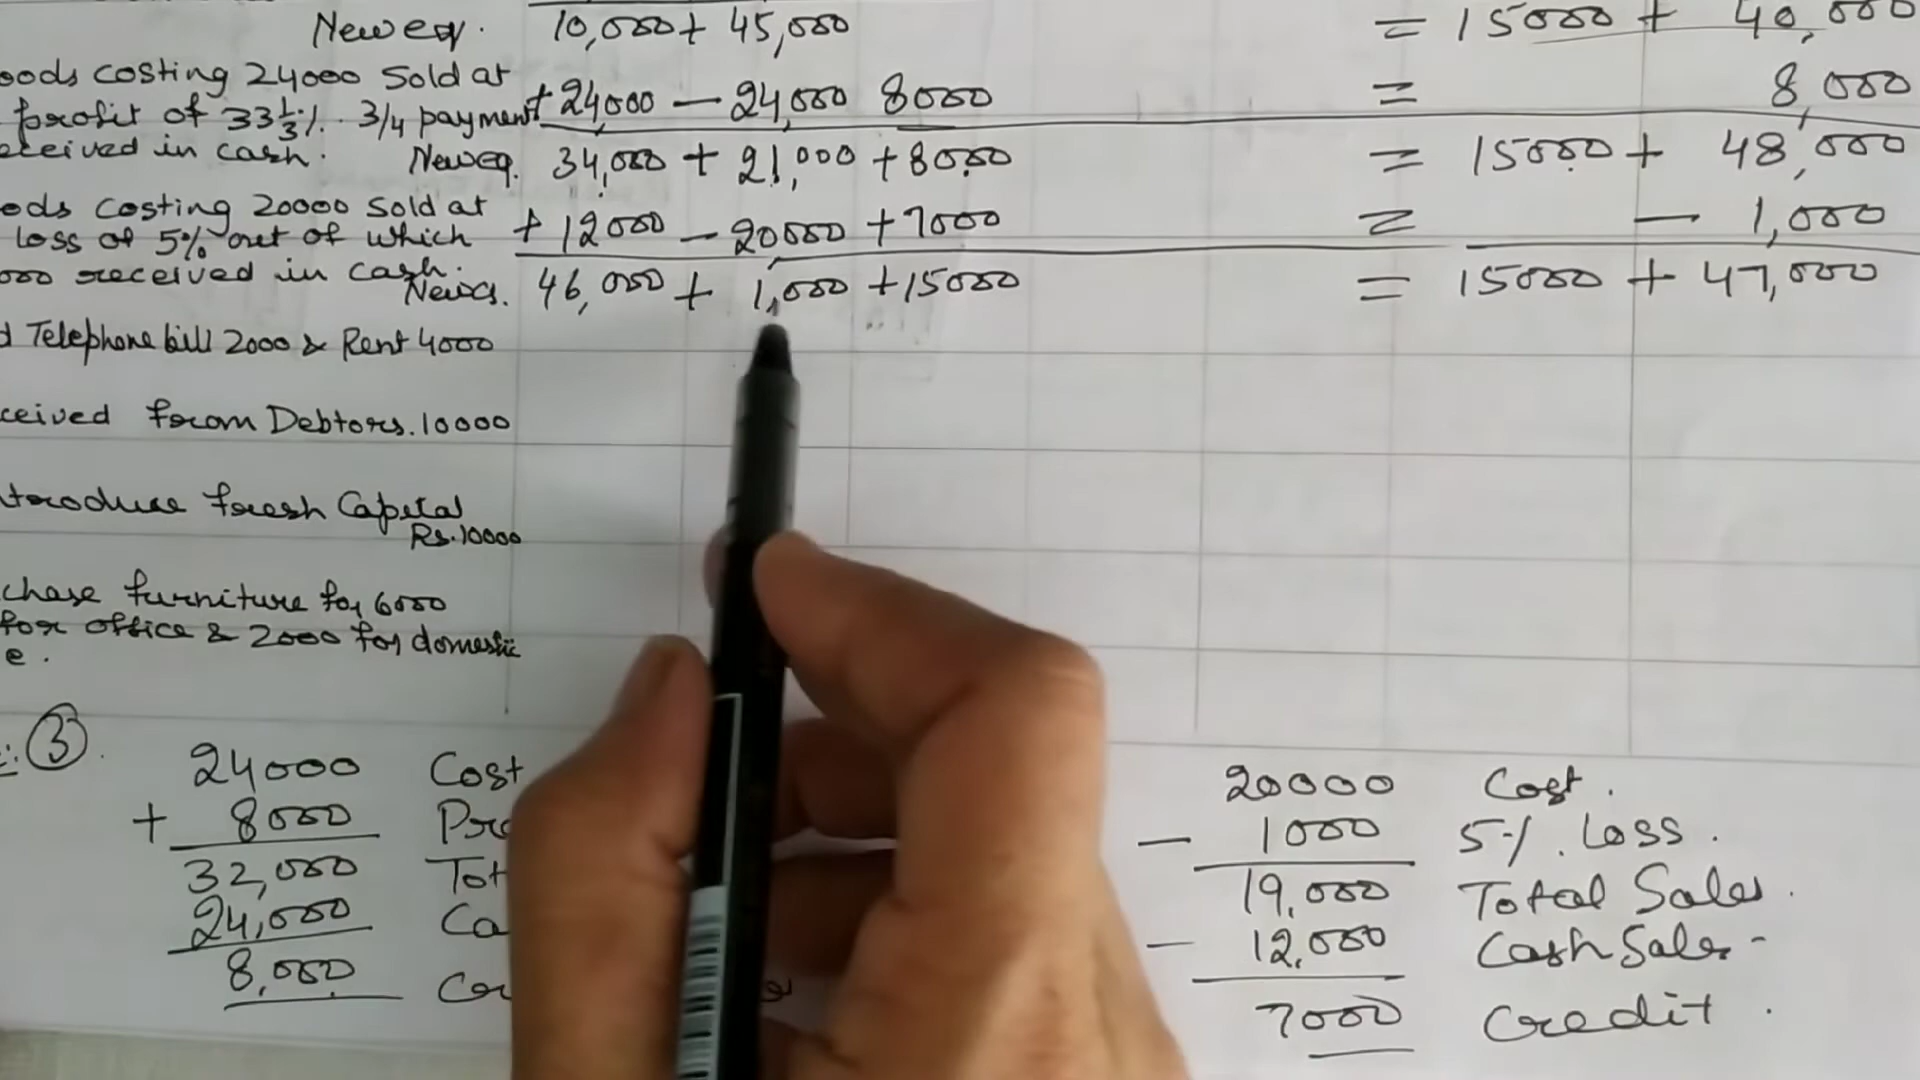 New eq. 10,000 + 45,000 = 15000 + 40,000
oods costing 24000 Sold at
profit of 33 1/3 %. 3/4 payment + 24,000 — 24,000 8000 = 8,000
eceived in cash. New eq. 34,000 + 21,000 + 8000 = 15000 + 48,000
ods costing 20000 sold at
loss of 5% out of which + 12000 — 20000 + 7000 = — 1,000
000 received in cash.
New eq. 46,000 + 1,000 + 15000 = 15000 + 47,000
d Telephone bill 2000 & Rent 4000
ceived from Debtors. 10000
troduce fresh Capital
Rs. 10000
chase furniture for 6000
for office & 2000 for domestic
e.
: 3.
24000 Cost
+ 8000 Pro
32,000 Tot
24,000 Ca
8,000
20000 Cost.
— 1000 5%. Loss.
19,000 Total Sales.
— 12,000 Cash Sales -
7000 Credit.